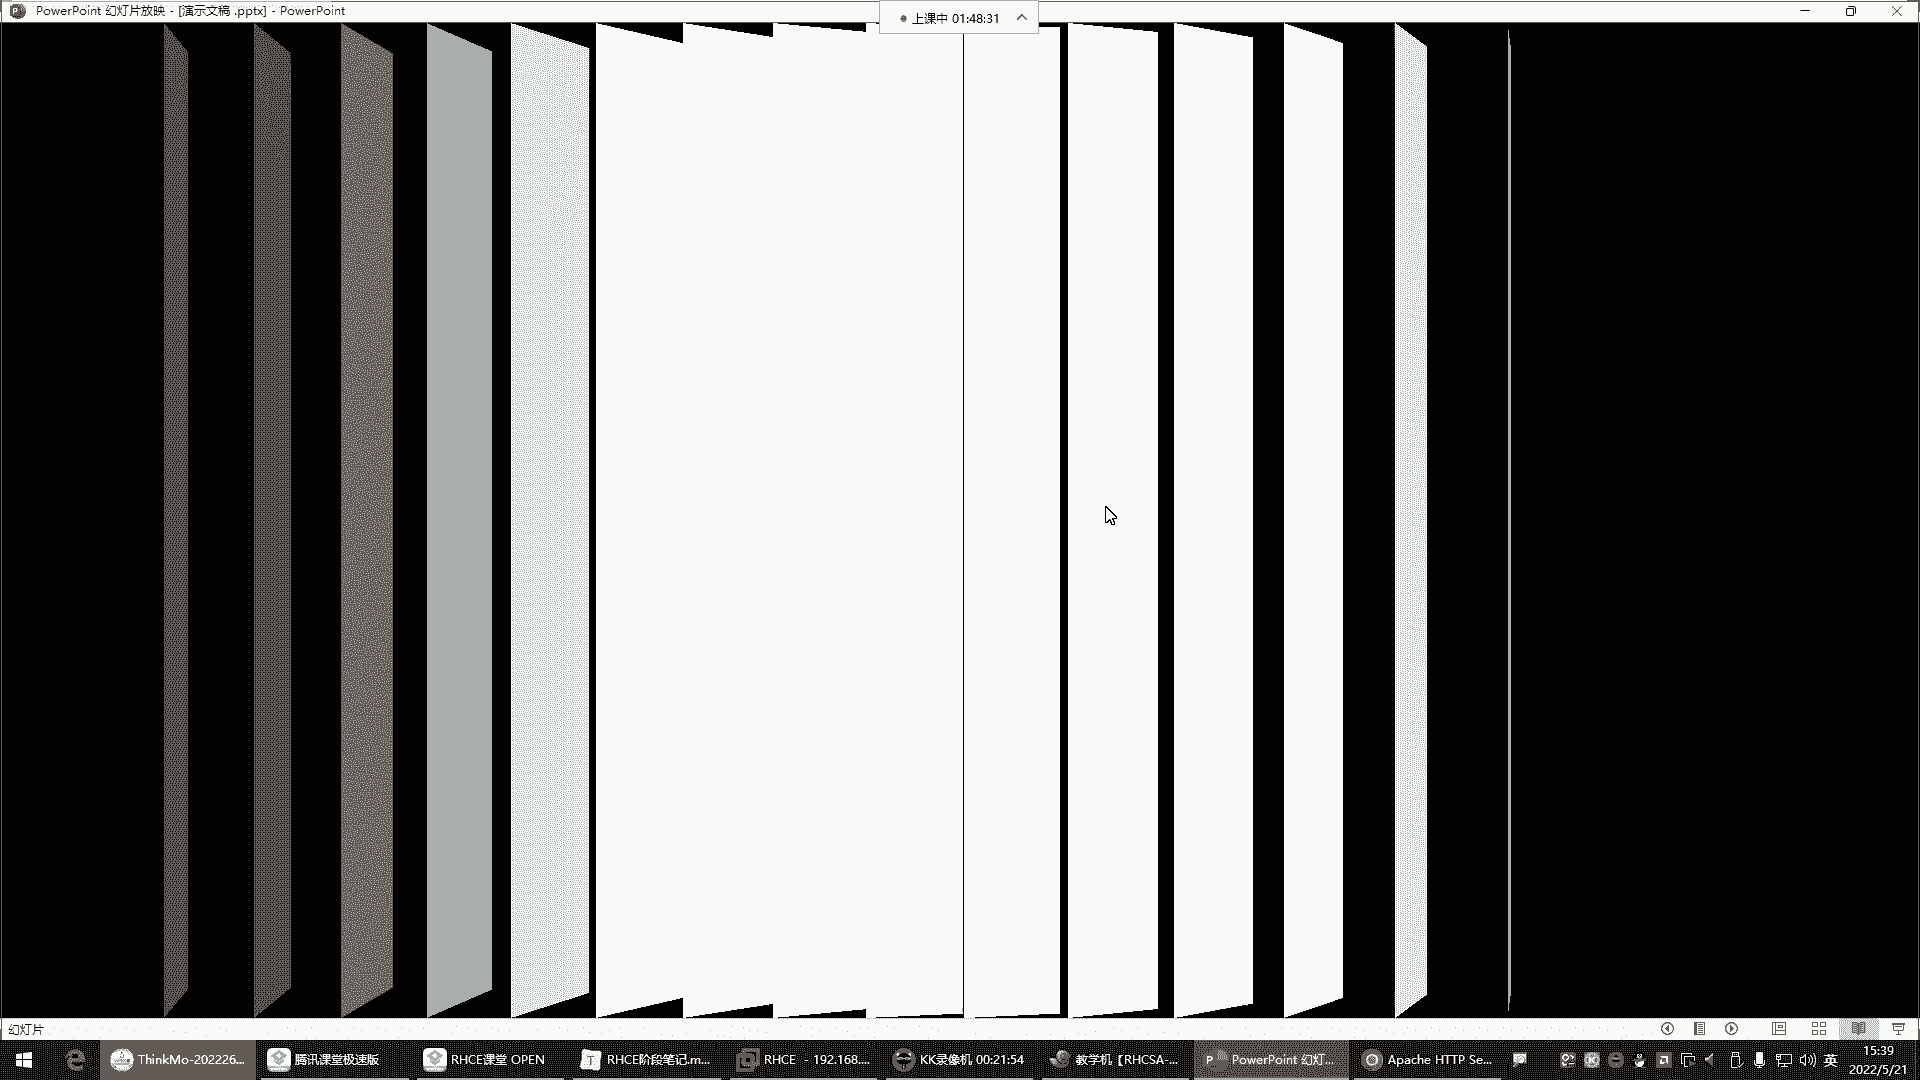 PowerPoint 幻灯片放映 - [演示文稿 .pptx] - PowerPoint
上课中 01:48:31
幻灯片
ThinkMo-202226...
腾讯课堂极速版
RHCE课堂 OPEN
RHCE阶段笔记.m...
RHCE - 192.168....
KK录像机 00:21:54
教学机【RHCSA-...
PowerPoint 幻灯...
Apache HTTP Se...
英
15:39
2022/5/21